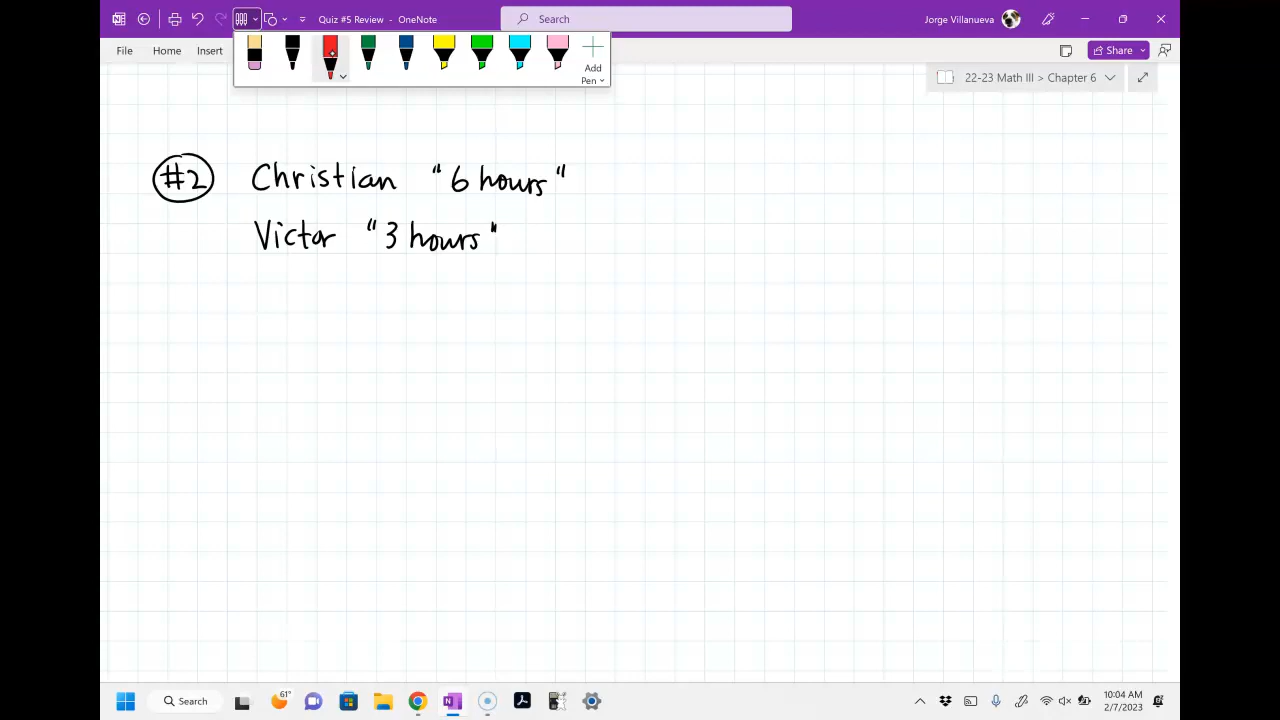 Quiz #5 Review - OneNote
Search
Jorge Villanueva
File Home Insert
Share
Add
Pen
22-23 Math III > Chapter 6
#2 Christian "6 hours"
Victor "3 hours"
61°
Search
10:04 AM
2/7/2023